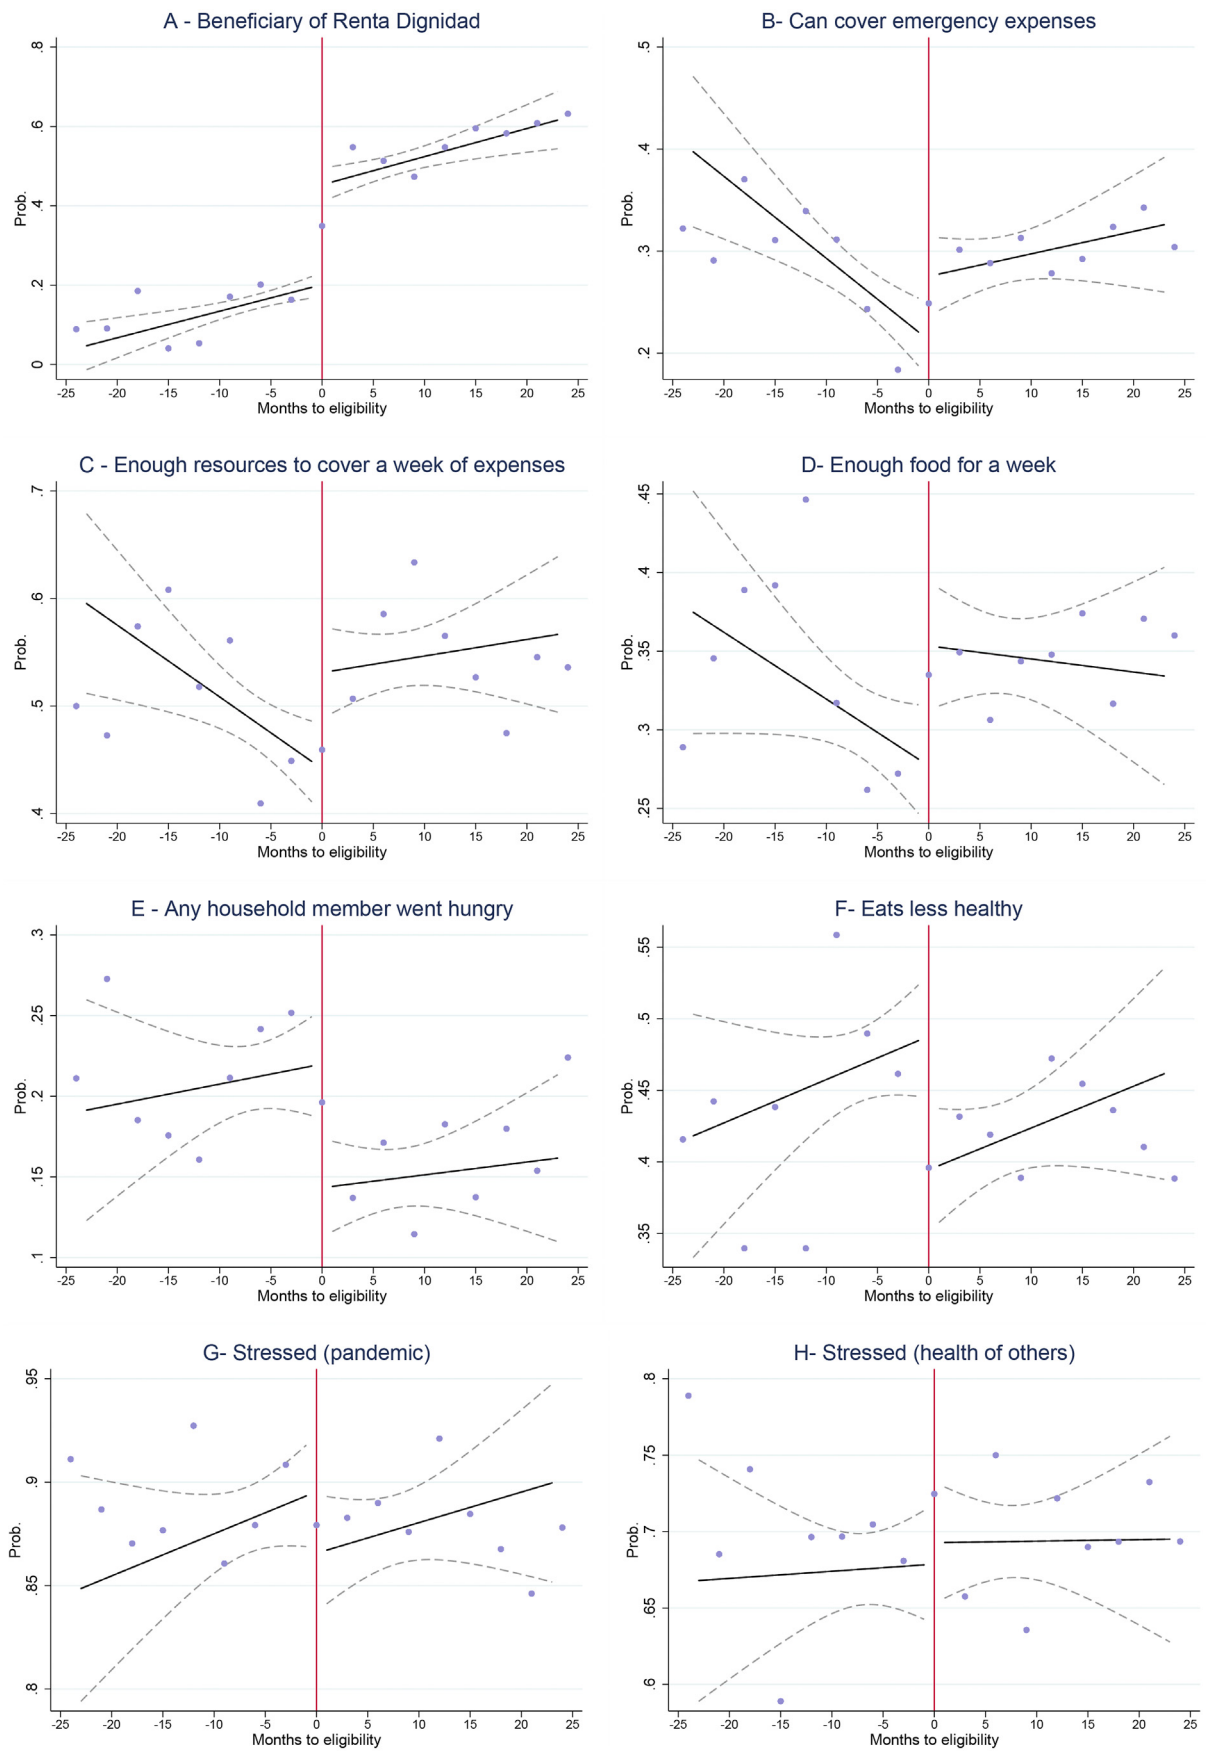 A - Beneficiary of Renta Dignidad
Prob.
.8
.6
.4
.2
0
-25 -20 -15 -10 -5 0 5 10 15 20 25
Months to eligibility
B- Can cover emergency expenses
Prob.
.5
.4
.3
.2
-25 -20 -15 -10 -5 0 5 10 15 20 25
Months to eligibility
C - Enough resources to cover a week of expenses
Prob.
.7
.6
.5
.4
-25 -20 -15 -10 -5 0 5 10 15 20 25
Months to eligibility
D- Enough food for a week
Prob.
.45
.4
.35
.3
.25
-25 -20 -15 -10 -5 0 5 10 15 20 25
Months to eligibility
E - Any household member went hungry
Prob.
.3
.25
.2
.15
.1
-25 -20 -15 -10 -5 0 5 10 15 20 25
Months to eligibility
F- Eats less healthy
Prob.
.55
.5
.45
.4
.35
-25 -20 -15 -10 -5 0 5 10 15 20 25
Months to eligibility
G- Stressed (pandemic)
Prob.
.95
.9
.85
.8
-25 -20 -15 -10 -5 0 5 10 15 20 25
Months to eligibility
H- Stressed (health of others)
Prob.
.8
.75
.7
.65
.6
-25 -20 -15 -10 -5 0 5 10 15 20 25
Months to eligibility